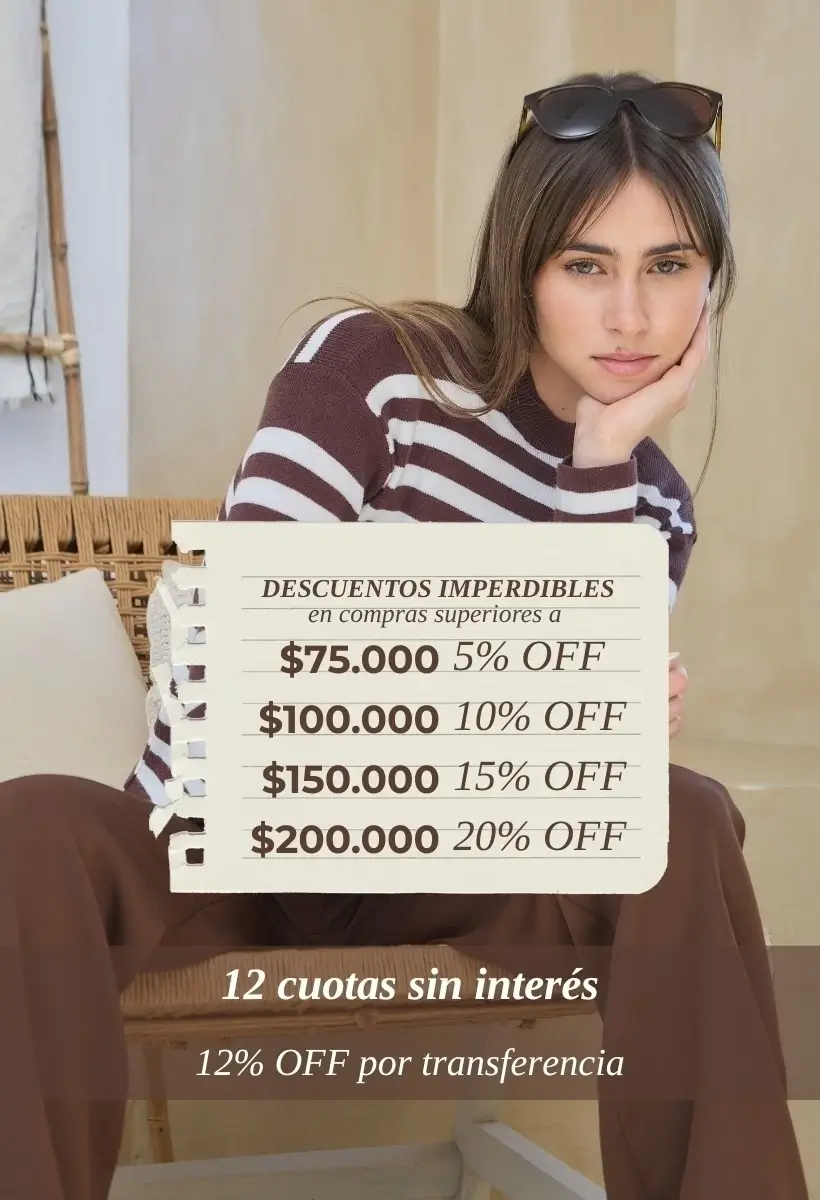 DESCUENTOS IMPERDIBLES
en compras superiores a
$75.000 5% OFF
$100.000 10% OFF
$150.000 15% OFF
$200.000 20% OFF
12 cuotas sin interés
12% OFF por transferencia